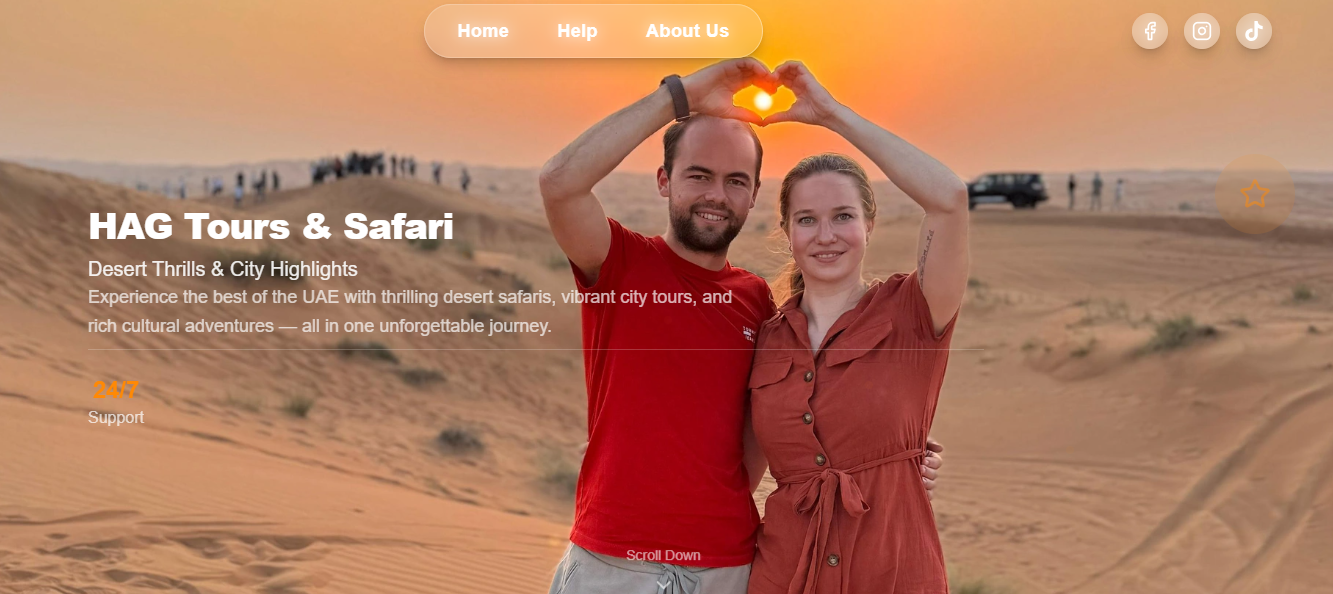 Home Help About Us
HAG Tours & Safari
Desert Thrills & City Highlights
Experience the best of the UAE with thrilling desert safaris, vibrant city tours, and
rich cultural adventures — all in one unforgettable journey.
24/7
Support
Scroll Down